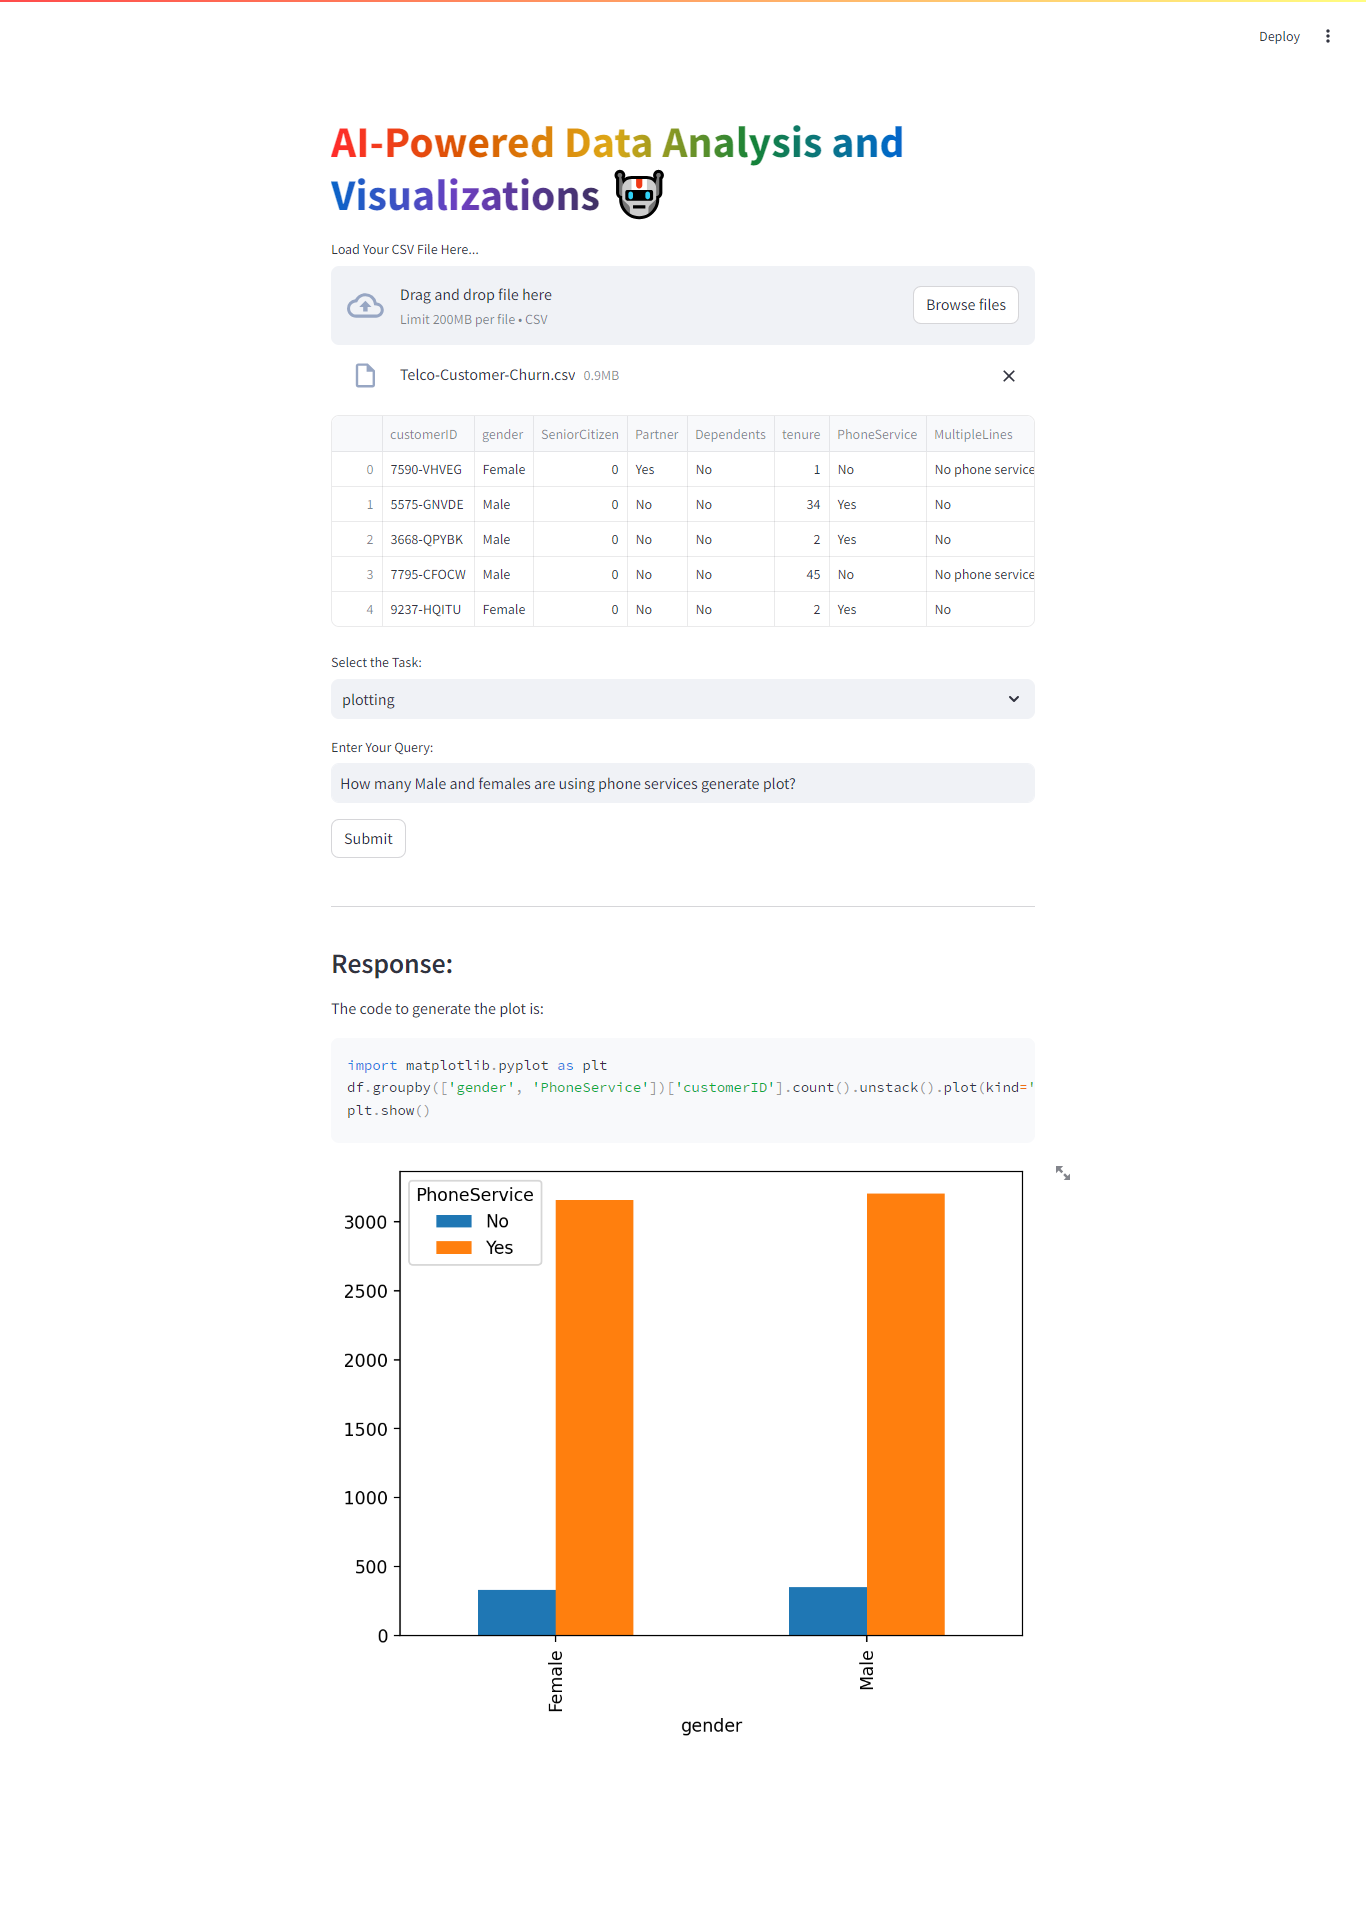 Deploy
AI-Powered Data Analysis and
Visualizations
Load Your CSV File Here...
Drag and drop file here
Limit 200MB per file • CSV
Browse files
Telco-Customer-Churn.csv 0.9MB
customerID gender SeniorCitizen Partner Dependents tenure PhoneService MultipleLines
0 7590-VHVEG Female 0 Yes No 1 No No phone service
1 5575-GNVDE Male 0 No No 34 Yes No
2 3668-QPYBK Male 0 No No 2 Yes No
3 7795-CFOCW Male 0 No No 45 No No phone service
4 9237-HQITU Female 0 No No 2 Yes No
Select the Task:
plotting
Enter Your Query:
How many Male and females are using phone services generate plot?
Submit
Response:
The code to generate the plot is:
import matplotlib.pyplot as plt
df.groupby(['gender', 'PhoneService'])['customerID'].count().unstack().plot(kind='
plt.show()
PhoneService
No
Yes
3000
2500
2000
1500
1000
500
0
Female
Male
gender